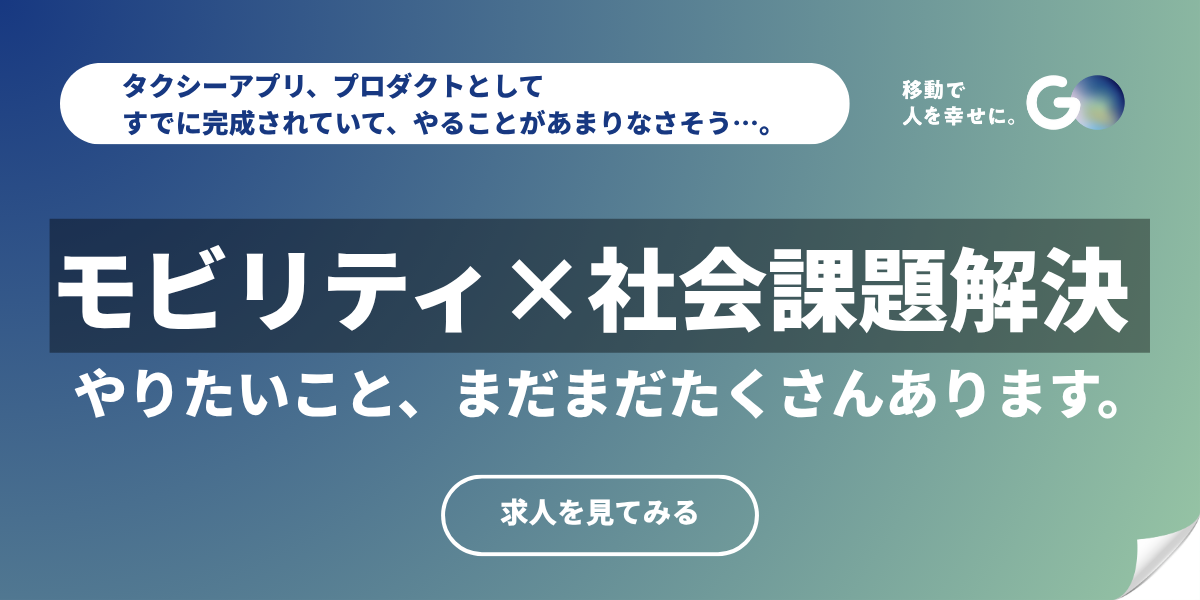 タクシーアプリ、プロダクトとして
すでに完成されていて、やることがあまりなさそう…。
移動で
人を幸せに。
GO
モビリティ×社会課題解決
やりたいこと、まだまだたくさんあります。
求人を見てみる